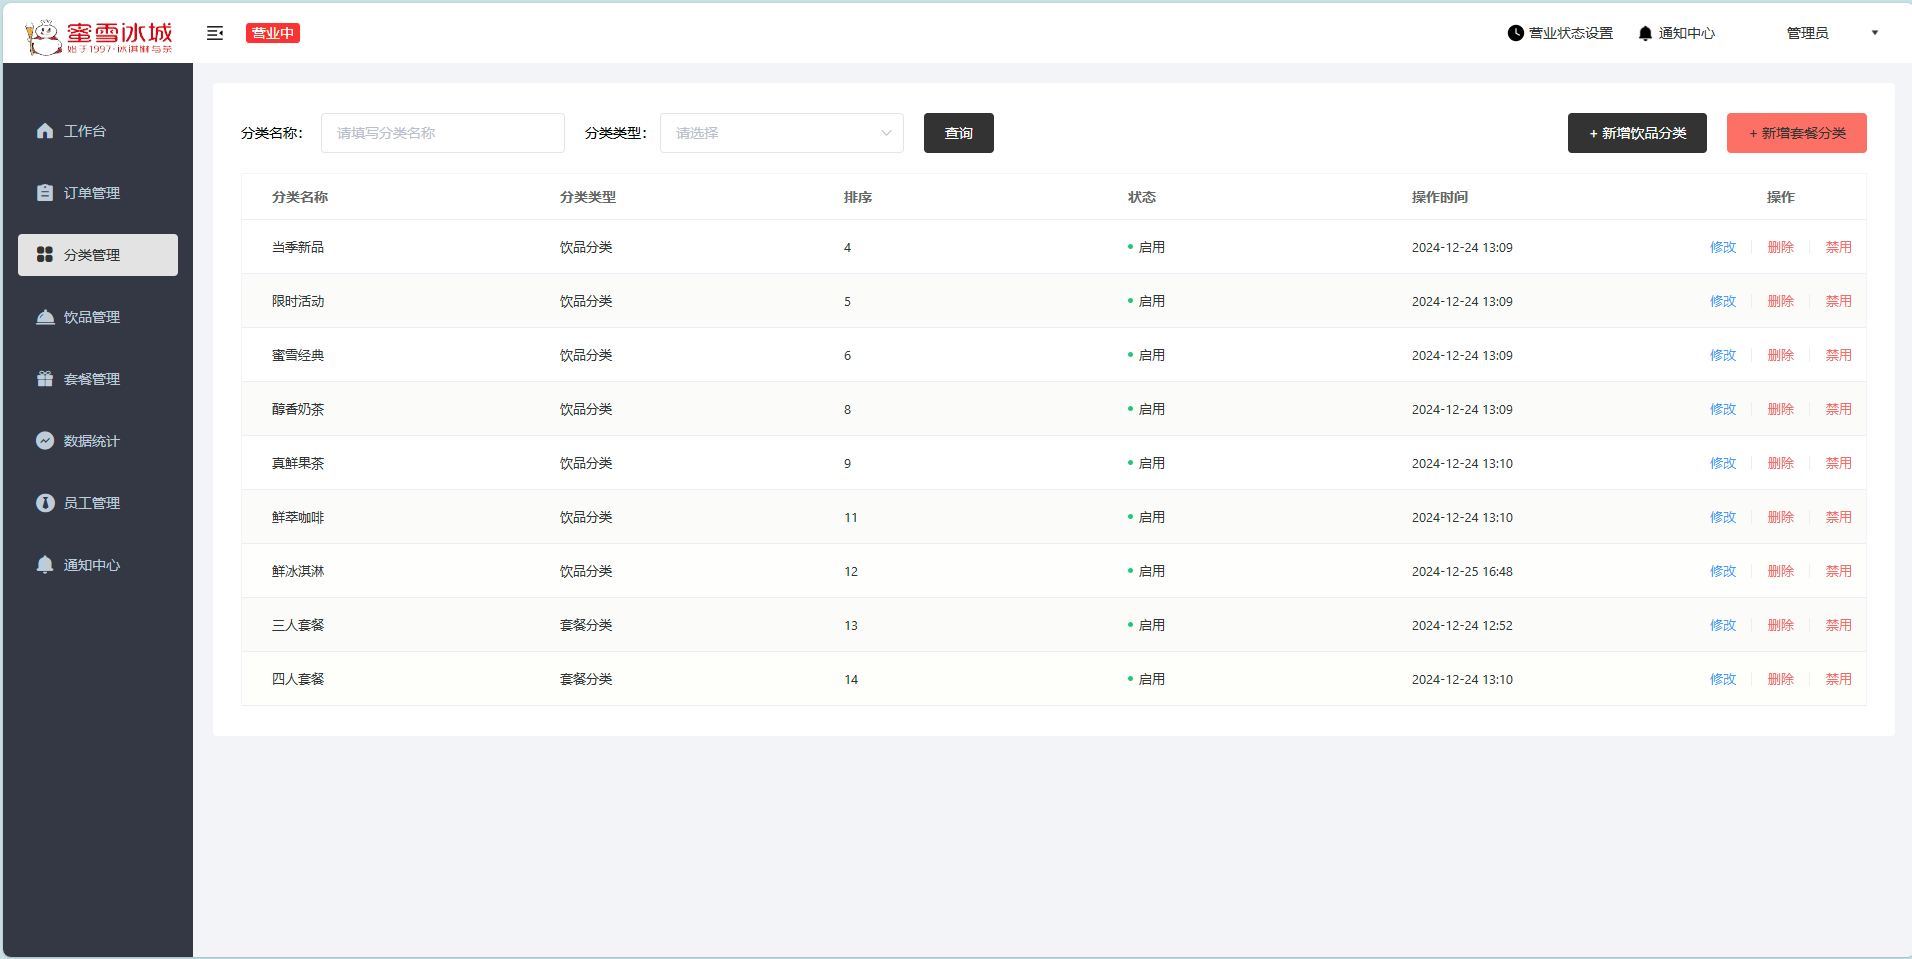 蜜雪冰城
始于1997·冰淇淋与茶
营业中
营业状态设置
通知中心
管理员
工作台
订单管理
分类管理
饮品管理
套餐管理
数据统计
员工管理
通知中心
分类名称: 请填写分类名称 分类类型: 请选择 查询 + 新增饮品分类 + 新增套餐分类
分类名称 分类类型 排序 状态 操作时间 操作
当季新品 饮品分类 4 启用 2024-12-24 13:09 修改 删除 禁用
限时活动 饮品分类 5 启用 2024-12-24 13:09 修改 删除 禁用
蜜雪经典 饮品分类 6 启用 2024-12-24 13:09 修改 删除 禁用
醇香奶茶 饮品分类 8 启用 2024-12-24 13:09 修改 删除 禁用
真鲜果茶 饮品分类 9 启用 2024-12-24 13:10 修改 删除 禁用
鲜萃咖啡 饮品分类 11 启用 2024-12-24 13:10 修改 删除 禁用
鲜冰淇淋 饮品分类 12 启用 2024-12-25 16:48 修改 删除 禁用
三人套餐 套餐分类 13 启用 2024-12-24 12:52 修改 删除 禁用
四人套餐 套餐分类 14 启用 2024-12-24 13:10 修改 删除 禁用